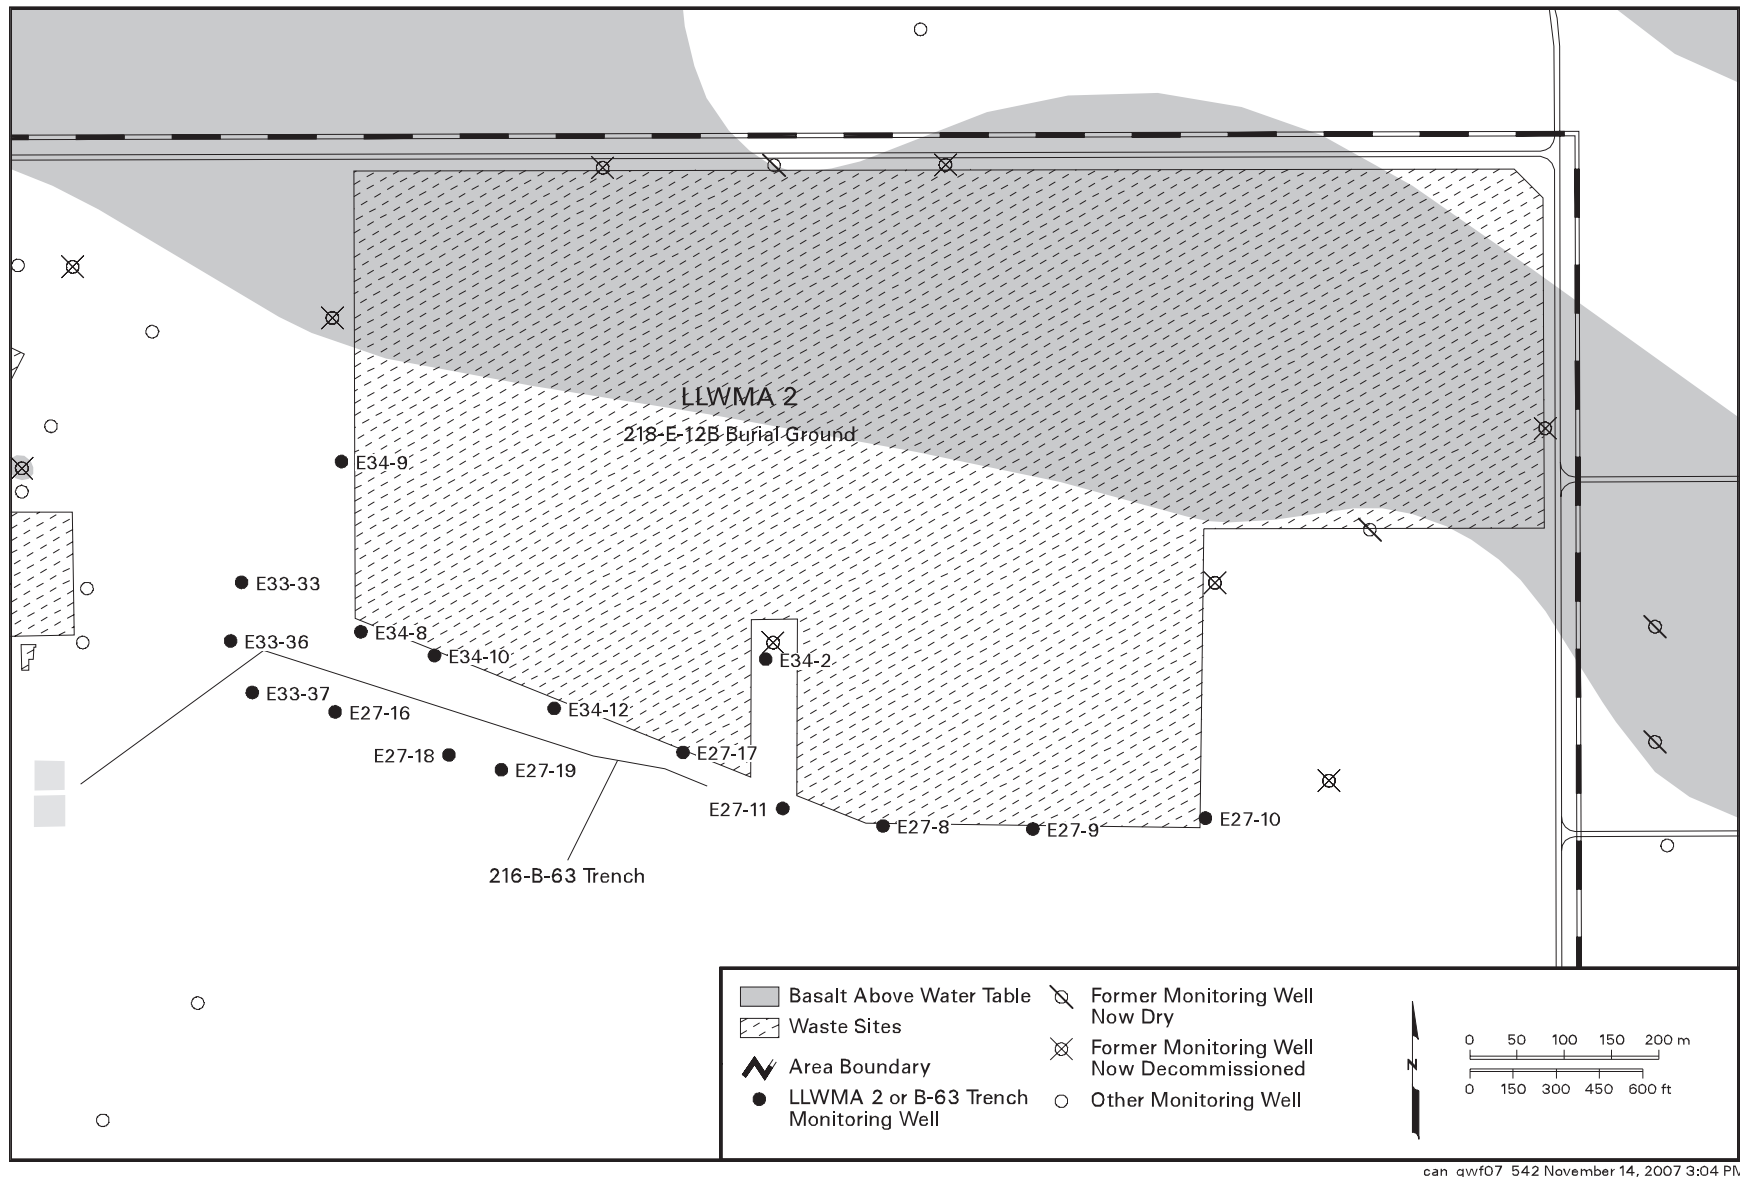 LLWMA 2
218-E-12B Burial Ground
E34-9
E33-33
E33-36
E34-8
E34-10
E34-2
E33-37
E27-16
E34-12
E27-18
E27-19
E27-17
E27-11
E27-8
E27-9
E27-10
216-B-63 Trench
Basalt Above Water Table
Waste Sites
Area Boundary
LLWMA 2 or B-63 Trench
Monitoring Well
Former Monitoring Well
Now Dry
Former Monitoring Well
Now Decommissioned
Other Monitoring Well
N
0 50 100 150 200 m
0 150 300 450 600 ft
can_gwf07_542 November 14, 2007 3:04 PM